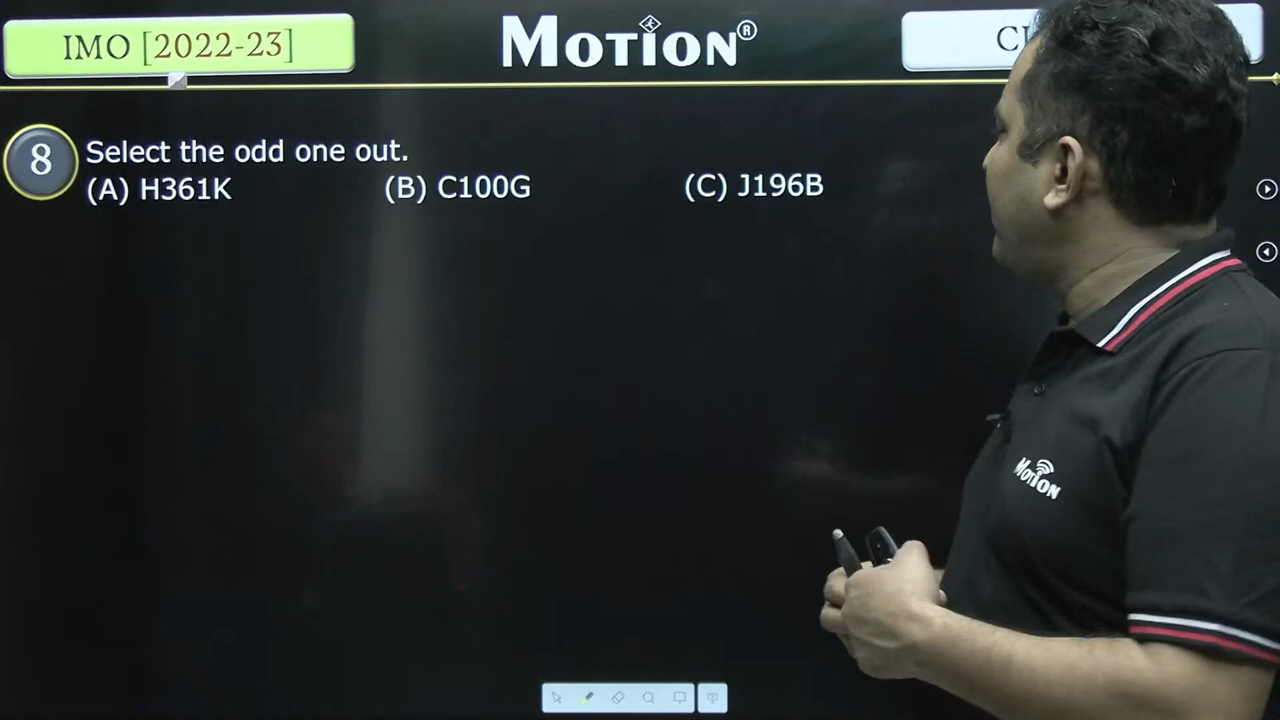 IMO [2022-23]
MOTION®
8
Select the odd one out.
(A) H361K (B) C100G (C) J196B
MOTION